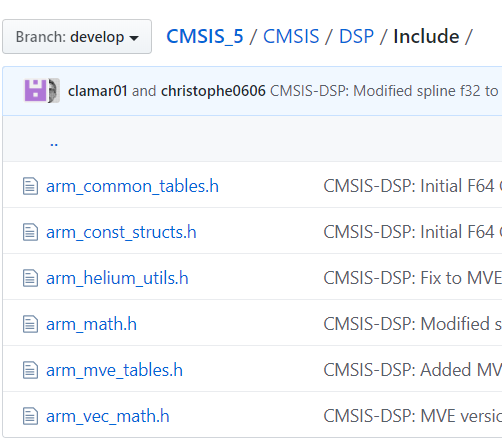 Branch: develop CMSIS_5 / CMSIS / DSP / Include /
clamar01 and christophe0606 CMSIS-DSP: Modified spline f32 to
..
arm_common_tables.h CMSIS-DSP: Initial F64
arm_const_structs.h CMSIS-DSP: Initial F64
arm_helium_utils.h CMSIS-DSP: Fix to MVE
arm_math.h CMSIS-DSP: Modified s
arm_mve_tables.h CMSIS-DSP: Added MV
arm_vec_math.h CMSIS-DSP: MVE versio